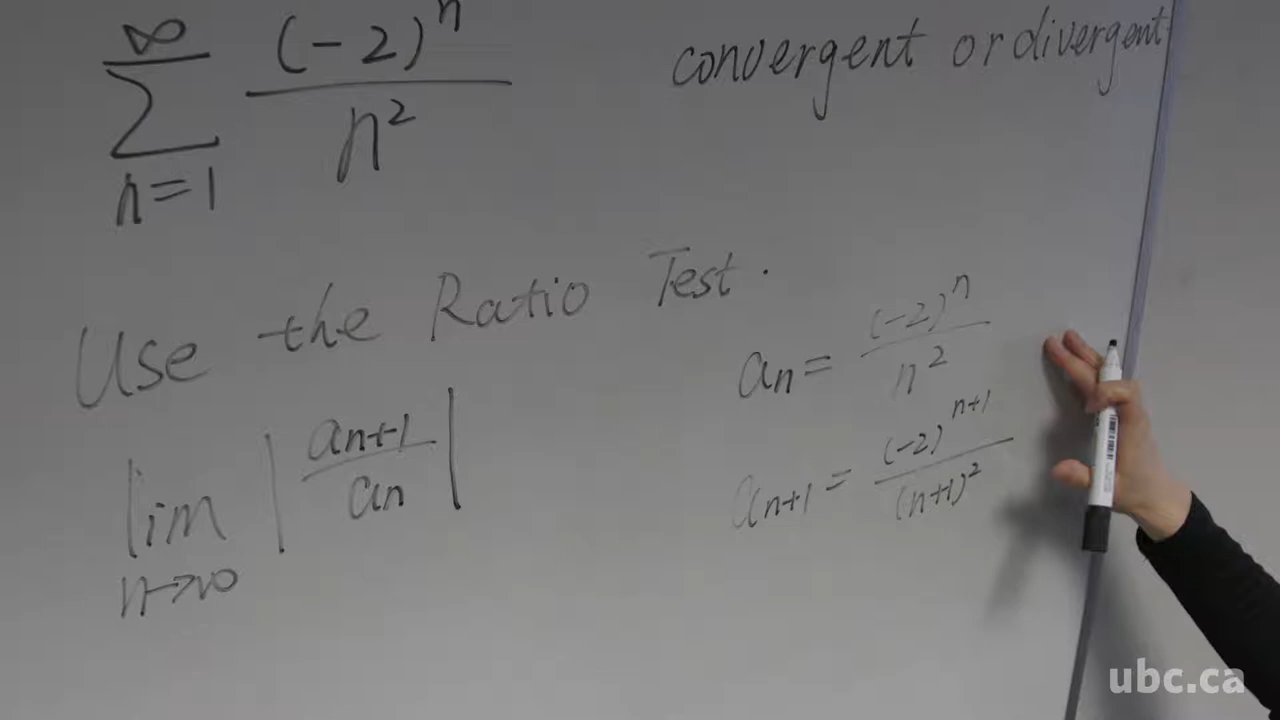 ∞
∑ (-2)^n / n^2 convergent or divergent
n=1
Use the Ratio Test.
a_n = (-2)^n / n^2
lim | a_{n+1} / a_n |
n→∞
a_{n+1} = (-2)^{n+1} / (n+1)^2
ubc.ca